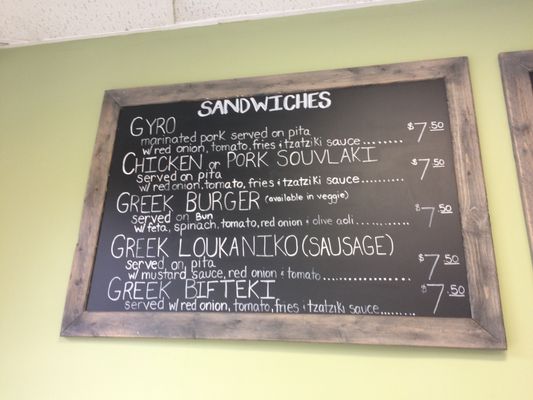 SANDWICHES
GYRO
marinated pork served on pita
w/ red onion, tomato, fries + tzatziki sauce ........ $7.50
CHICKEN or PORK SOUVLAKI
served on pita
w/ red onion, tomato, fries + tzatziki sauce .......... $7.50
GREEK BURGER (available in veggie)
served on Bun
w/ feta, spinach, tomato, red onion + olive aoli .............. $7.50
GREEK LOUKANIKO (SAUSAGE)
served on pita
w/ mustard sauce, red onion + tomato .................. $7.50
GREEK BIFTEKI
served w/ red onion, tomato, fries + tzatziki sauce ........ $7.50